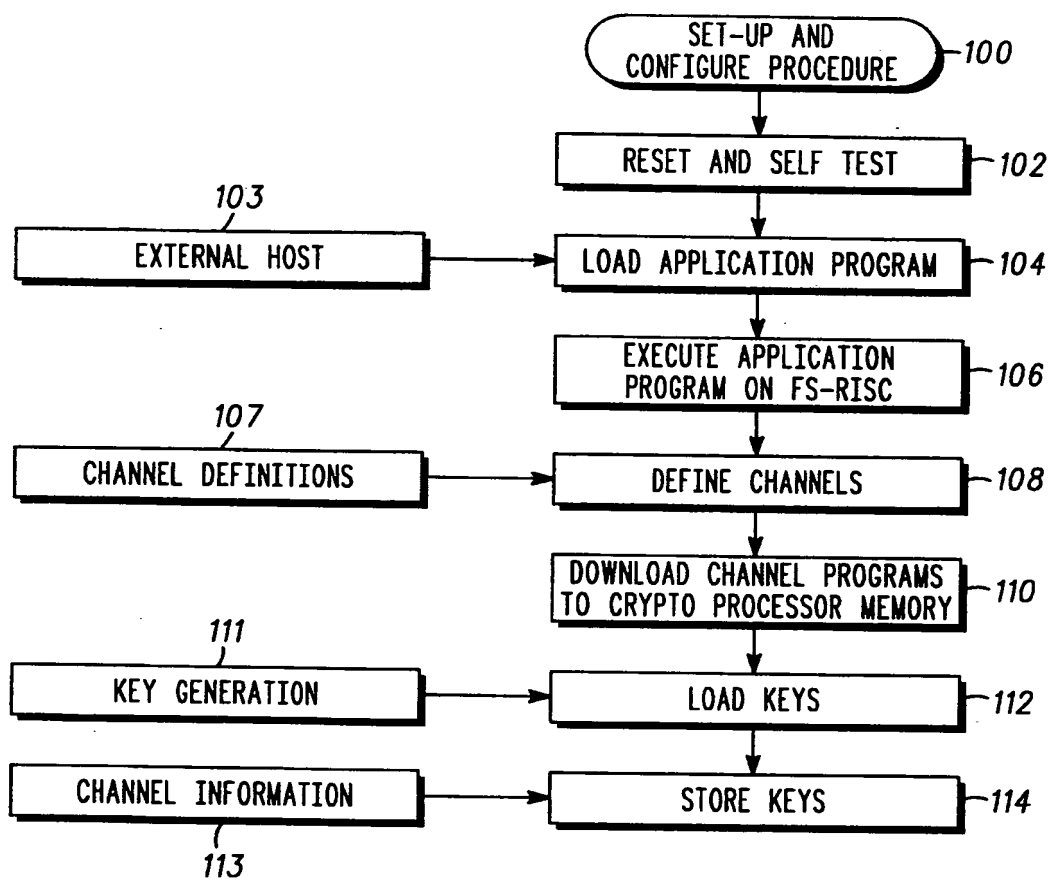 SET-UP AND
CONFIGURE PROCEDURE
100
RESET AND SELF TEST
102
103
EXTERNAL HOST
LOAD APPLICATION PROGRAM
104
EXECUTE APPLICATION
PROGRAM ON FS-RISC
106
107
CHANNEL DEFINITIONS
DEFINE CHANNELS
108
DOWNLOAD CHANNEL PROGRAMS
TO CRYPTO PROCESSOR MEMORY
110
111
KEY GENERATION
LOAD KEYS
112
CHANNEL INFORMATION
113
STORE KEYS
114